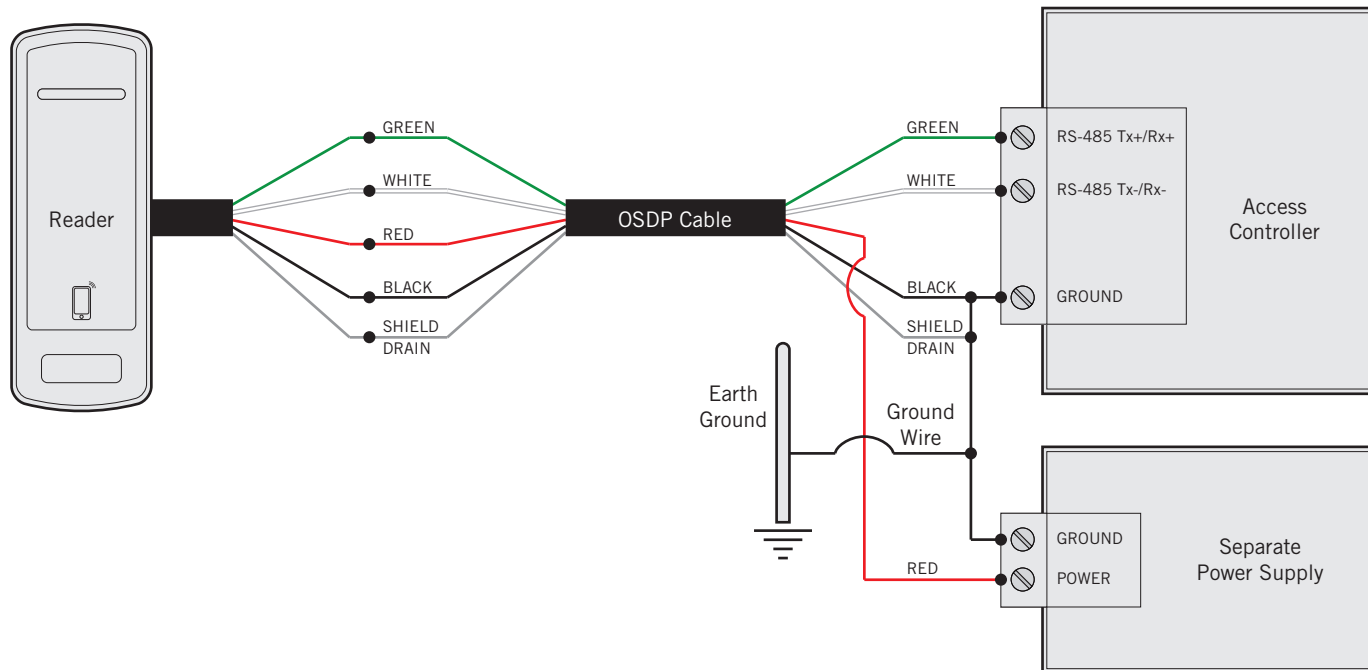 Reader
GREEN
WHITE
RED
BLACK
SHIELD
DRAIN
OSDP Cable
GREEN
WHITE
BLACK
SHIELD
DRAIN
RS-485 Tx+/Rx+
RS-485 Tx-/Rx-
GROUND
Access
Controller
Earth
Ground
Ground
Wire
RED
GROUND
POWER
Separate
Power Supply